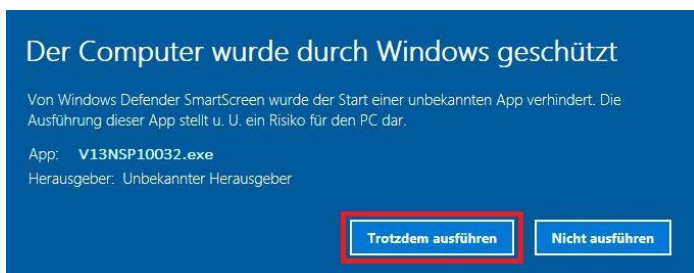 Der Computer wurde durch Windows geschützt
Von Windows Defender SmartScreen wurde der Start einer unbekannten App verhindert. Die
Ausführung dieser App stellt u. U. ein Risiko für den PC dar.
App: V13NSP10032.exe
Herausgeber: Unbekannter Herausgeber
Trotzdem ausführen Nicht ausführen